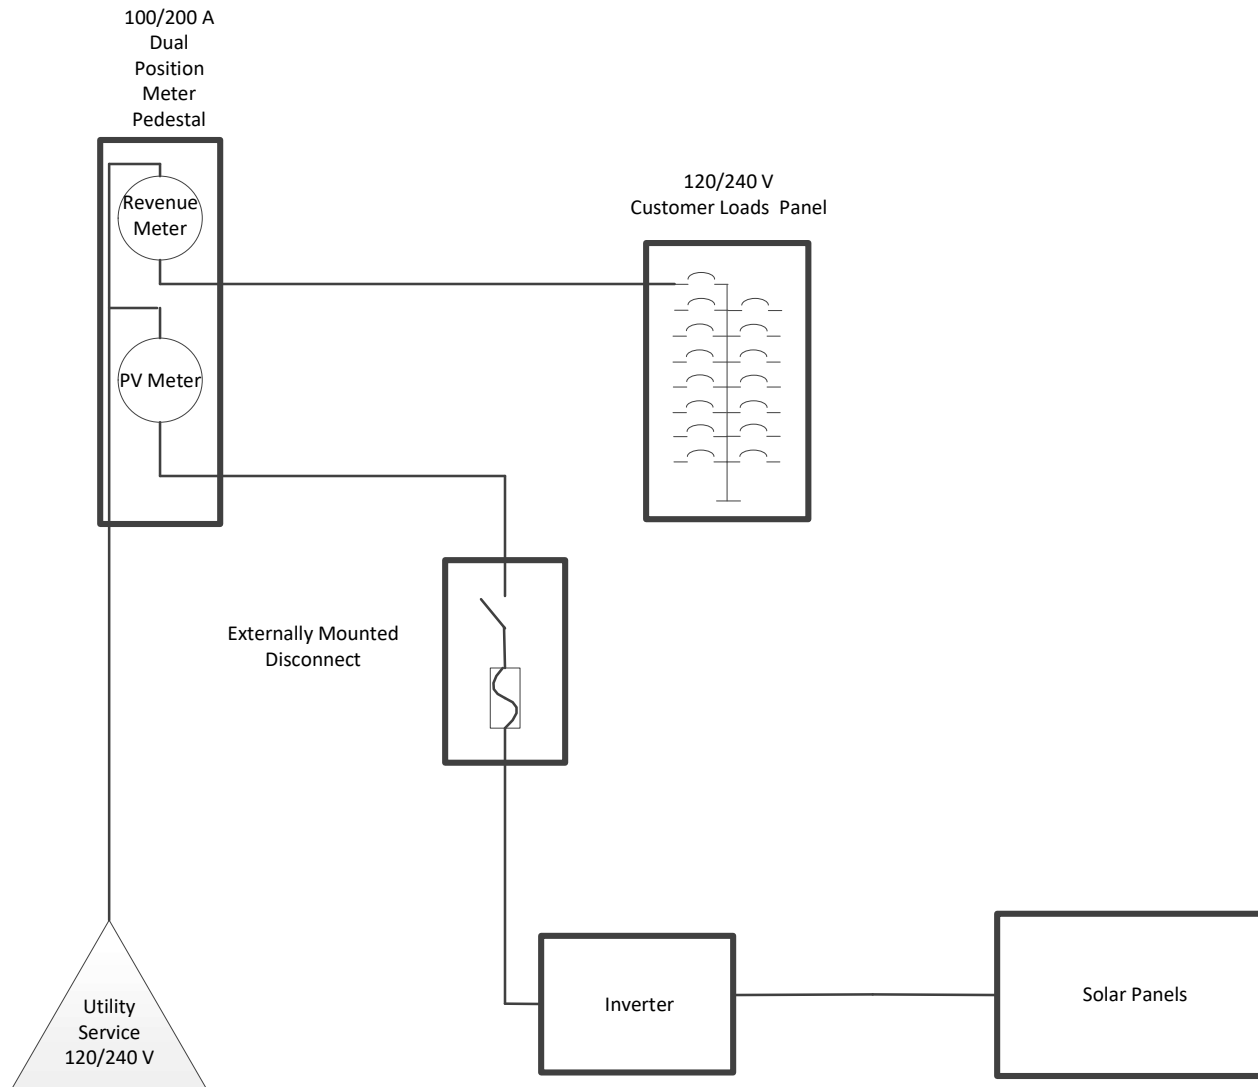 100/200 A
Dual
Position
Meter
Pedestal
Revenue
Meter
120/240 V
Customer Loads  Panel
PV Meter
Externally Mounted
Disconnect
Utility
Service
120/240 V
Inverter
Solar Panels